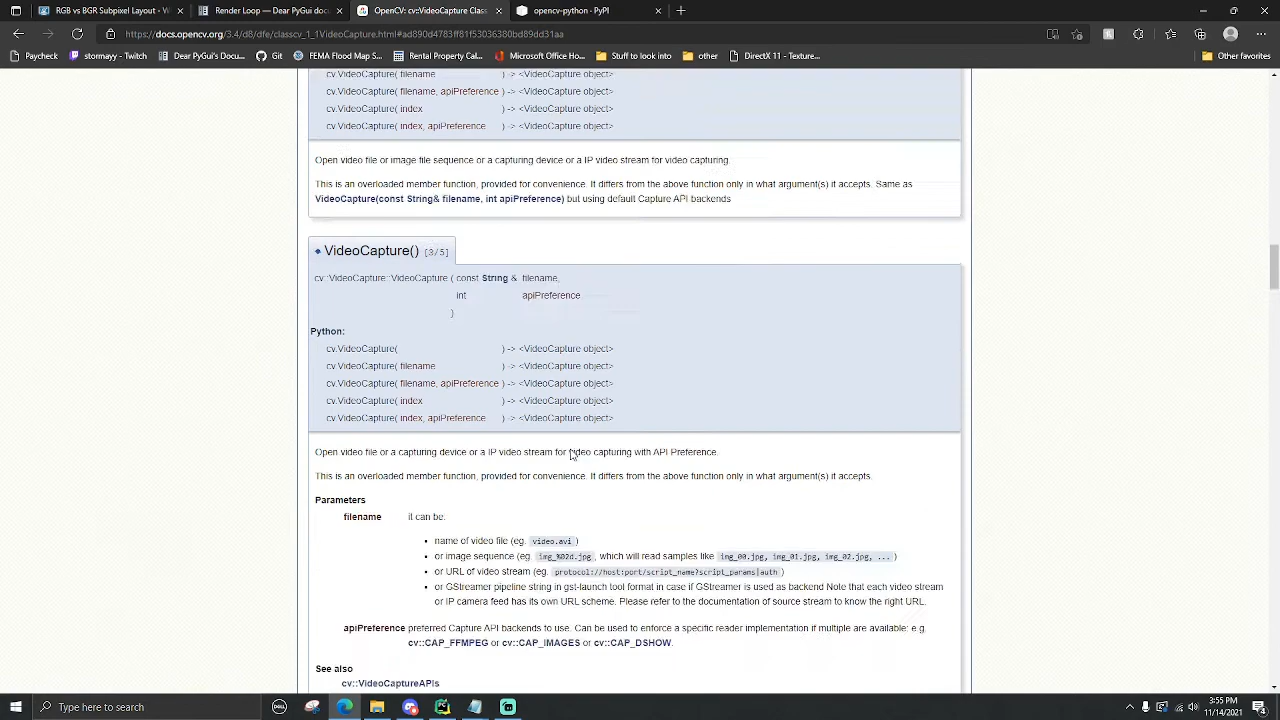 RGB vs BGR Subpixel Layout - W
Render Loop — Dear PyGui docu
OpenCV: cv::VideoCapture Class
opencv-python · PyPI
https://docs.opencv.org/3.4/d8/dfe/classcv_1_1VideoCapture.html#ad890d4783ff81f53036380bd89dd31aa
Paycheck
stormayy - Twitch
Dear PyGui's Docu...
Git
FEMA Flood Map S...
Rental Property Cal...
Microsoft Office Ho...
Stuff to look into
other
DirectX 11 - Texture...
Other favorites
cv.VideoCapture( filename ) -> <VideoCapture object>
cv.VideoCapture( filename, apiPreference ) -> <VideoCapture object>
cv.VideoCapture( index ) -> <VideoCapture object>
cv.VideoCapture( index, apiPreference ) -> <VideoCapture object>
Open video file or image file sequence or a capturing device or a IP video stream for video capturing.
This is an overloaded member function, provided for convenience. It differs from the above function only in what argument(s) it accepts. Same as
VideoCapture(const String& filename, int apiPreference) but using default Capture API backends
◆ VideoCapture() [3/5]
cv::VideoCapture::VideoCapture ( const String & filename,
int apiPreference
)
Python:
cv.VideoCapture( ) -> <VideoCapture object>
cv.VideoCapture( filename ) -> <VideoCapture object>
cv.VideoCapture( filename, apiPreference ) -> <VideoCapture object>
cv.VideoCapture( index ) -> <VideoCapture object>
cv.VideoCapture( index, apiPreference ) -> <VideoCapture object>
Open video file or a capturing device or a IP video stream for video capturing with API Preference.
This is an overloaded member function, provided for convenience. It differs from the above function only in what argument(s) it accepts.
Parameters
filename it can be:
• name of video file (eg. video.avi)
• or image sequence (eg. img_%02d.jpg, which will read samples like img_00.jpg, img_01.jpg, img_02.jpg, ...)
• or URL of video stream (eg. protocol://host:port/script_name?script_params|auth)
• or GStreamer pipeline string in gst-launch tool format in case if GStreamer is used as backend Note that each video stream
or IP camera feed has its own URL scheme. Please refer to the documentation of source stream to know the right URL.
apiPreference preferred Capture API backends to use. Can be used to enforce a specific reader implementation if multiple are available: e.g.
cv::CAP_FFMPEG or cv::CAP_IMAGES or cv::CAP_DSHOW.
See also
cv::VideoCaptureAPIs
Type here to search
3:55 PM
11/14/2021